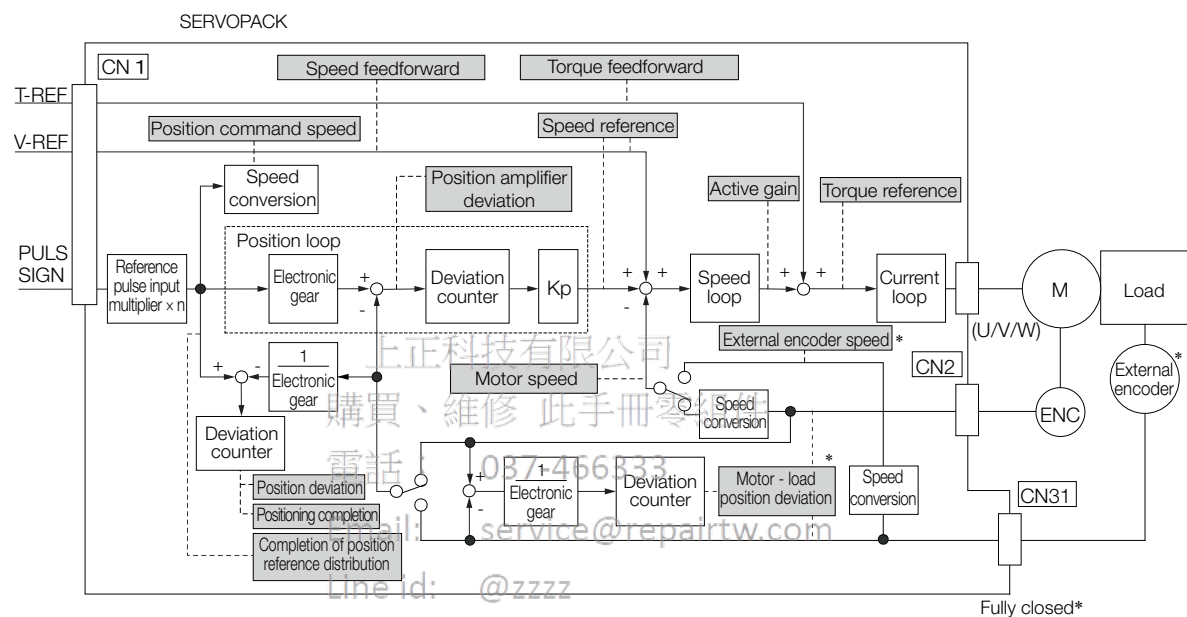 SERVOPACK
CN 1
Speed feedforward
Torque feedforward
T-REF
Position command speed
Speed reference
V-REF
Speed
conversion
Position amplifier
deviation
Active gain
Torque reference
PULS
SIGN
Position loop
Reference
pulse input
multiplier × n
Electronic
gear
+
-
Deviation
counter
Kp
+
+
-
Speed
loop
+
+
Current
loop
M
Load
(U/V/W)
上正科技有限公司
External encoder speed
*
CN2
External
encoder
*
+
-
1
Electronic
gear
Motor speed
購買、維修 此手冊零組件
Speed
conversion
ENC
Deviation
counter
電話： 037-466333
Position deviation
+
-
1
Electronic
gear
Deviation
counter
*
Motor - load
position deviation
Speed
conversion
CN31
Positioning completion
Email: service@repairtw.com
Completion of position
reference distribution
Line id: @zzzz
Fully closed*